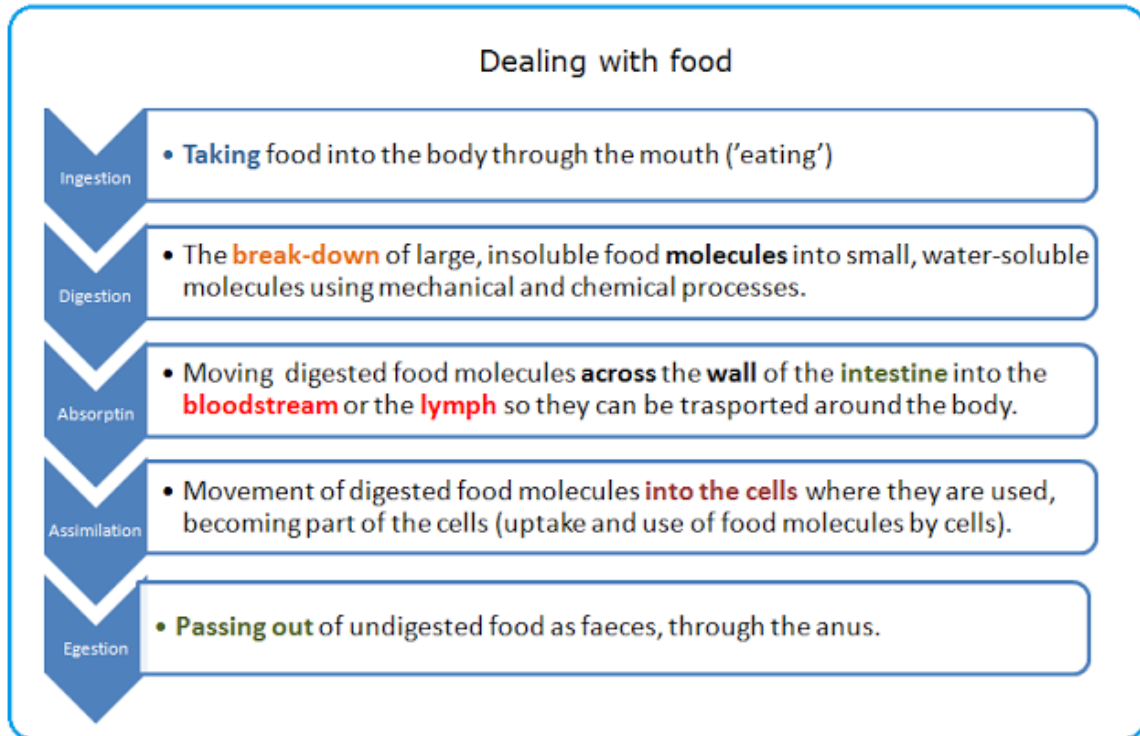 Dealing with food
Ingestion
• Taking food into the body through the mouth ('eating')
Digestion
• The break-down of large, insoluble food molecules into small, water-soluble
molecules using mechanical and chemical processes.
Absorptin
• Moving digested food molecules across the wall of the intestine into the
bloodstream or the lymph so they can be trasported around the body.
Assimilation
• Movement of digested food molecules into the cells where they are used,
becoming part of the cells (uptake and use of food molecules by cells).
Egestion
• Passing out of undigested food as faeces, through the anus.